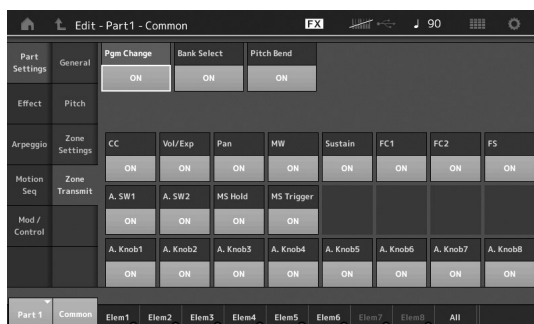 Edit - Part1 - Common FX 90
Part Settings
General
Pgm Change
Bank Select
Pitch Bend
ON ON ON
Effect
Pitch
Arpeggio
Zone Settings
CC Vol/Exp Pan MW Sustain FC1 FC2 FS
ON ON ON ON ON ON ON ON
Motion Seq
Zone Transmit
A. SW1 A. SW2 MS Hold MS Trigger
ON ON ON ON
Mod / Control
A. Knob1 A. Knob2 A. Knob3 A. Knob4 A. Knob5 A. Knob6 A. Knob7 A. Knob8
ON ON ON ON ON ON ON ON
Part 1 Common Elem1 Elem2 Elem3 Elem4 Elem5 Elem6 Elem7 Elem8 All